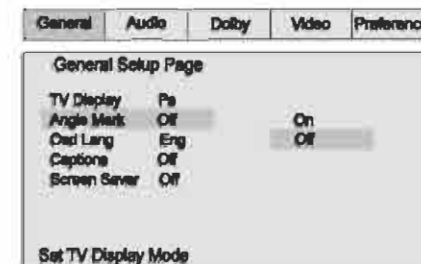 General Audio Dolby Video Preferenc
General Setup Page
TV Display Ps
Angle Mark Off On
Osd Lang Eng Off
Captions Off
Screen Saver Off
Set TV Display Mode